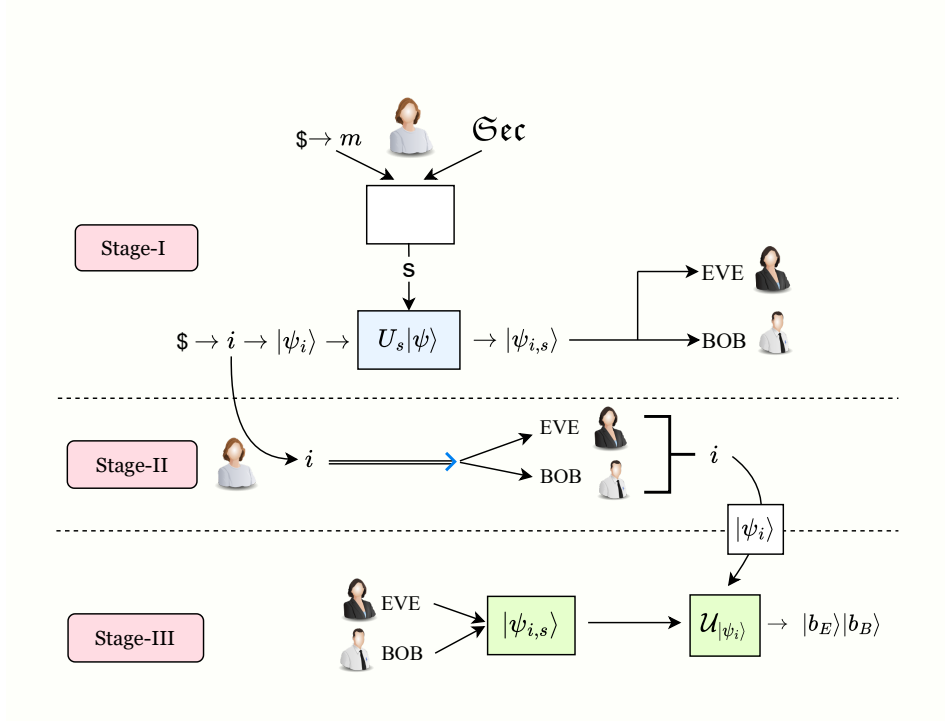 $→ m
𝔖𝔢𝔠
Stage-I
s
EVE
$ → i → |ψ_i⟩ → U_s|ψ⟩ → |ψ_{i,s}⟩
BOB
EVE
Stage-II
i
BOB
i
|ψ_i⟩
EVE
Stage-III
|ψ_{i,s}⟩
𝒰_{|ψ_i⟩} → |b_E⟩|b_B⟩
BOB